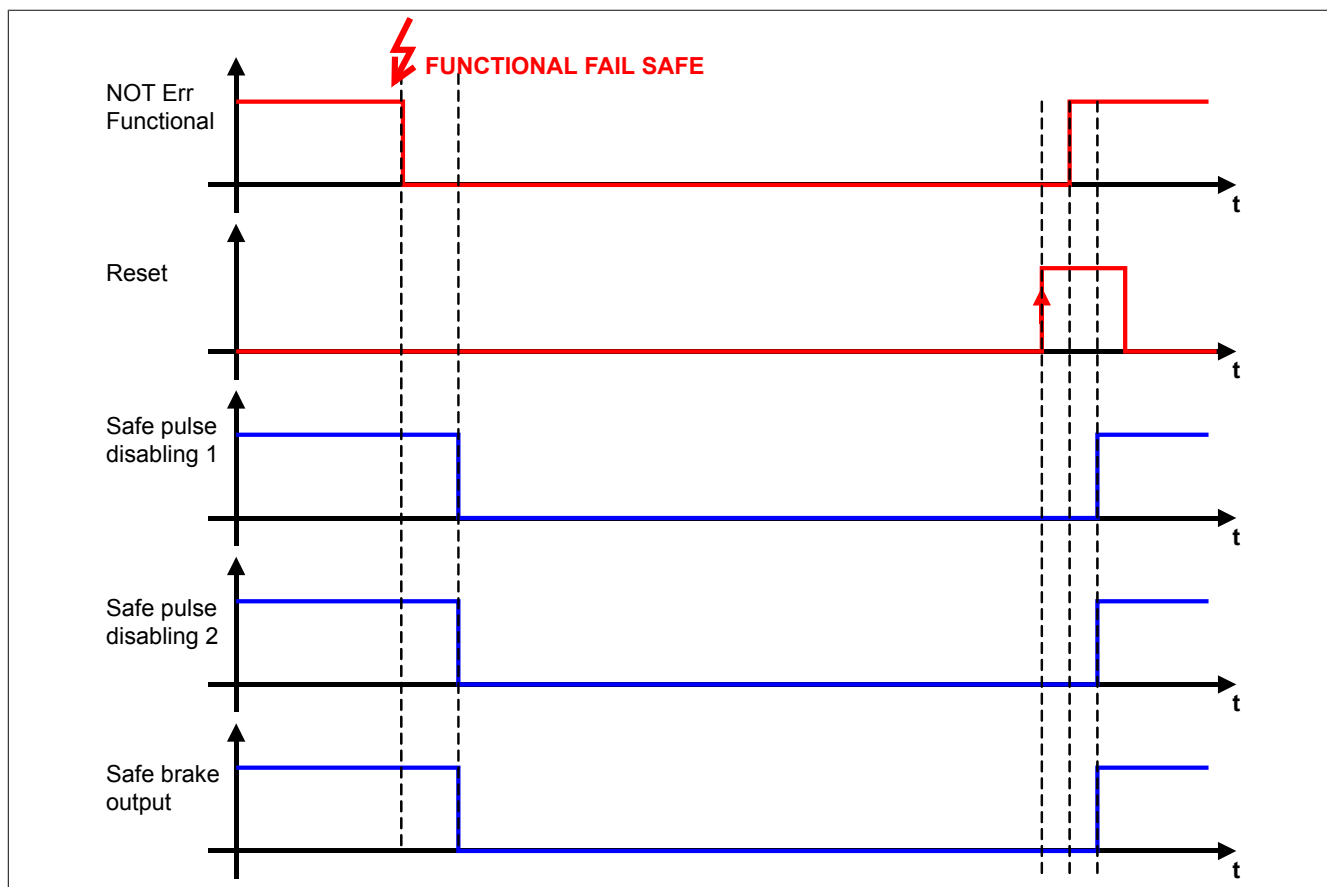 FUNCTIONAL FAIL SAFE
NOT Err
Functional
t
Reset
t
Safe pulse
disabling 1
t
Safe pulse
disabling 2
t
Safe brake
output
t